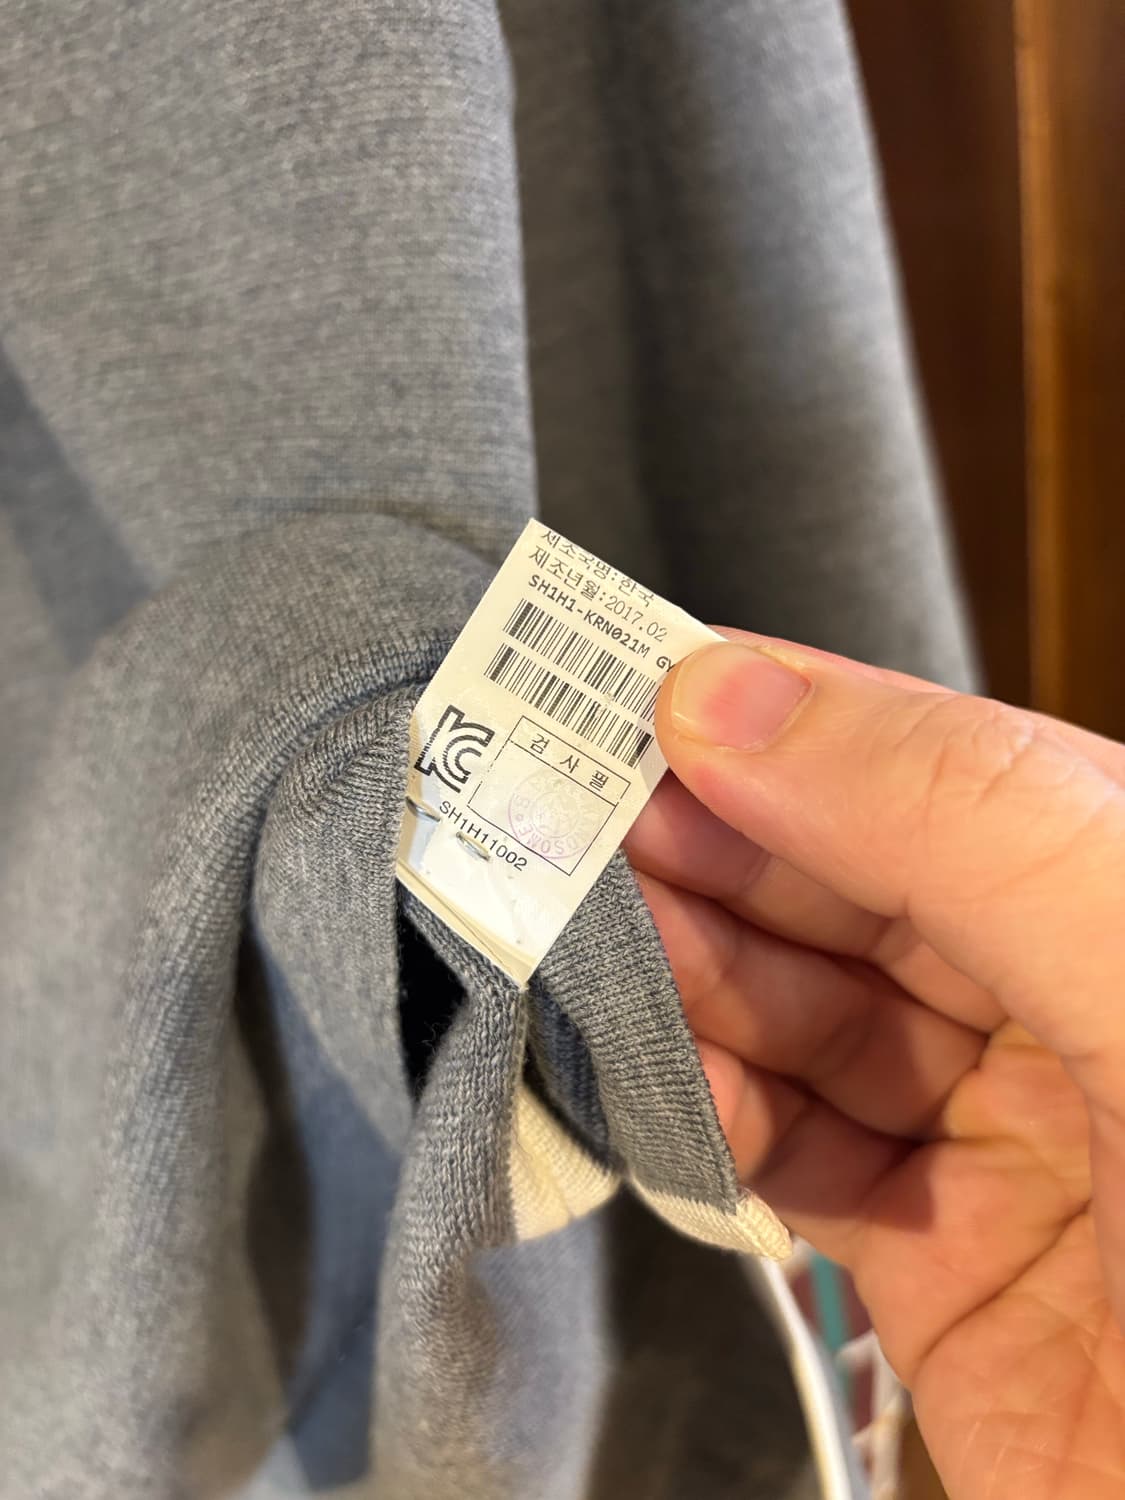 제조국명:한국
제조년월:2017.02
SH1H1-KRN021M GY
KC
검 사 필
SH1H11002